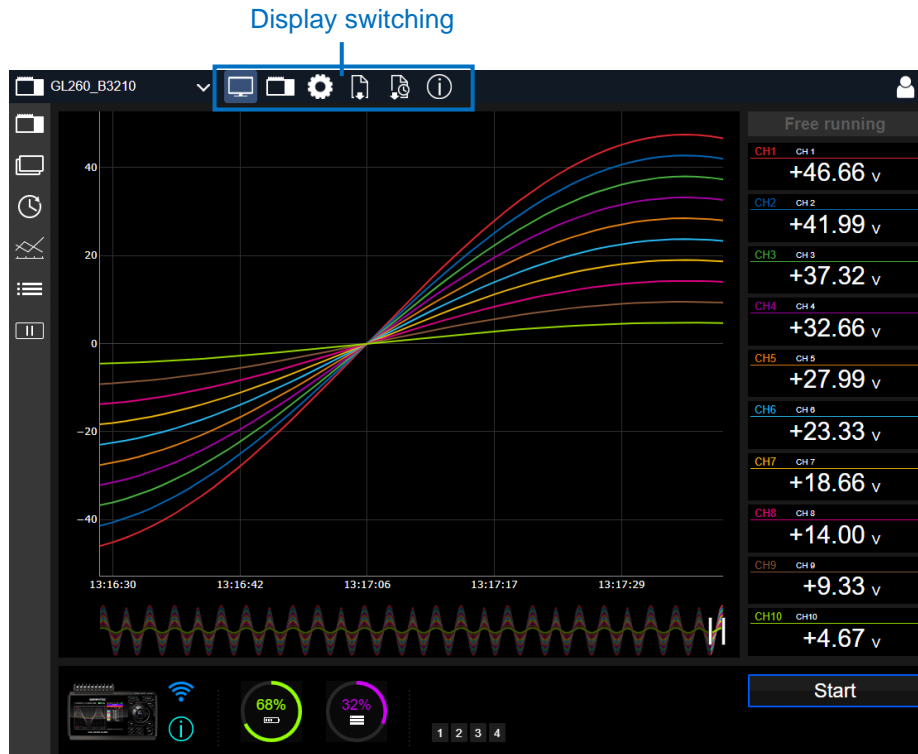 Display switching
GL260_B3210
Free running
CH1 CH 1
+46.66 V
CH2 CH 2
+41.99 V
CH3 CH 3
+37.32 V
CH4 CH 4
+32.66 V
CH5 CH 5
+27.99 V
CH6 CH 6
+23.33 V
CH7 CH 7
+18.66 V
CH8 CH 8
+14.00 V
CH9 CH 9
+9.33 V
CH10 CH10
+4.67 V
40
20
0
−20
−40
13:16:30 13:16:42 13:17:06 13:17:17 13:17:29
68%
32%
1 2 3 4
Start